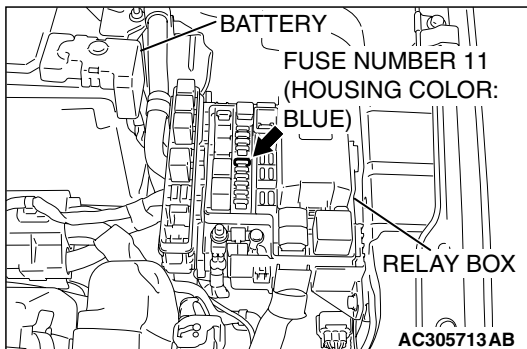 BATTERY
FUSE NUMBER 11
(HOUSING COLOR:
BLUE)
RELAY BOX
AC305713AB